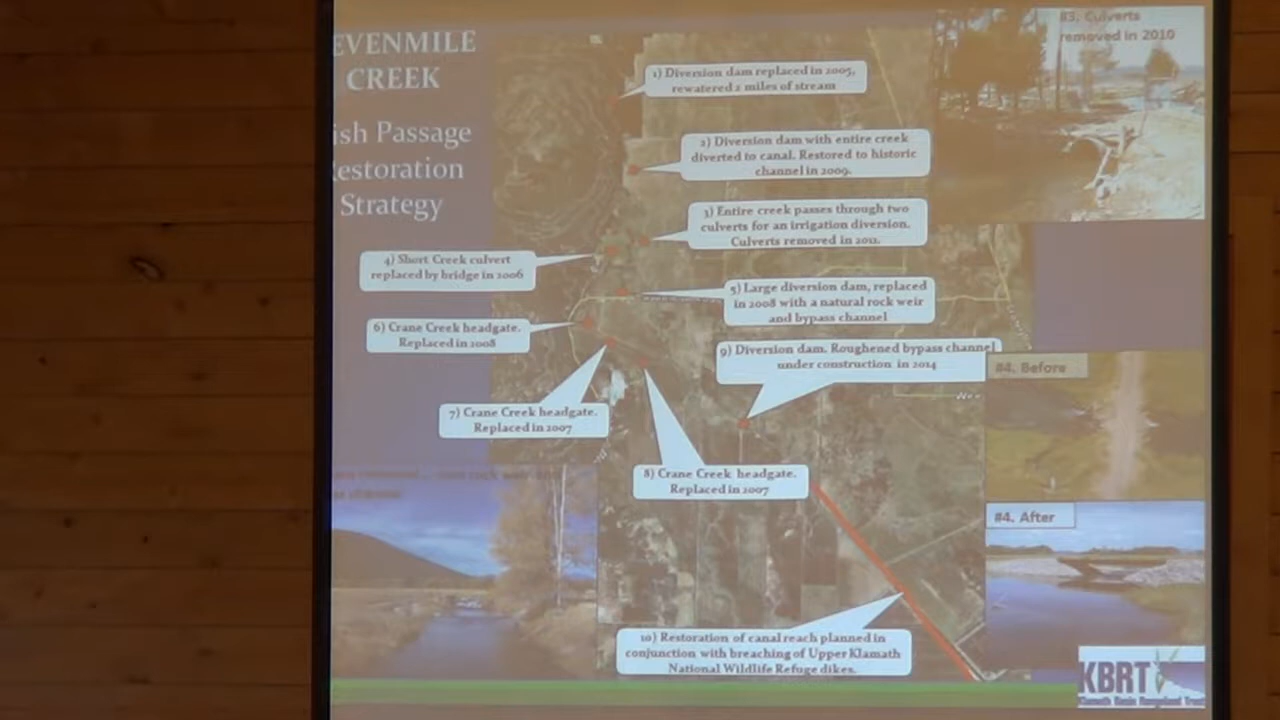 EVENMILE
CREEK
ish Passage
estoration
Strategy
1) Diversion dam replaced in 2005,
rewatered 2 miles of stream
2) Diversion dam with entire creek
diverted to canal. Restored to historic
channel in 2009.
3) Entire creek passes through two
culverts for an irrigation diversion.
Culverts removed in 2011.
4) Short Creek culvert
replaced by bridge in 2006
5) Large diversion dam, replaced
in 2008 with a natural rock weir
and bypass channel
6) Crane Creek headgate.
Replaced in 2008
9) Diversion dam. Roughened bypass channel
under construction in 2014
7) Crane Creek headgate.
Replaced in 2007
8) Crane Creek headgate.
Replaced in 2007
10) Restoration of canal reach planned in
conjunction with breaching of Upper Klamath
National Wildlife Refuge dikes.
#3. Culverts
removed in 2010
#4. Before
#4. After
KBRT
Klamath Basin Rangeland Trust